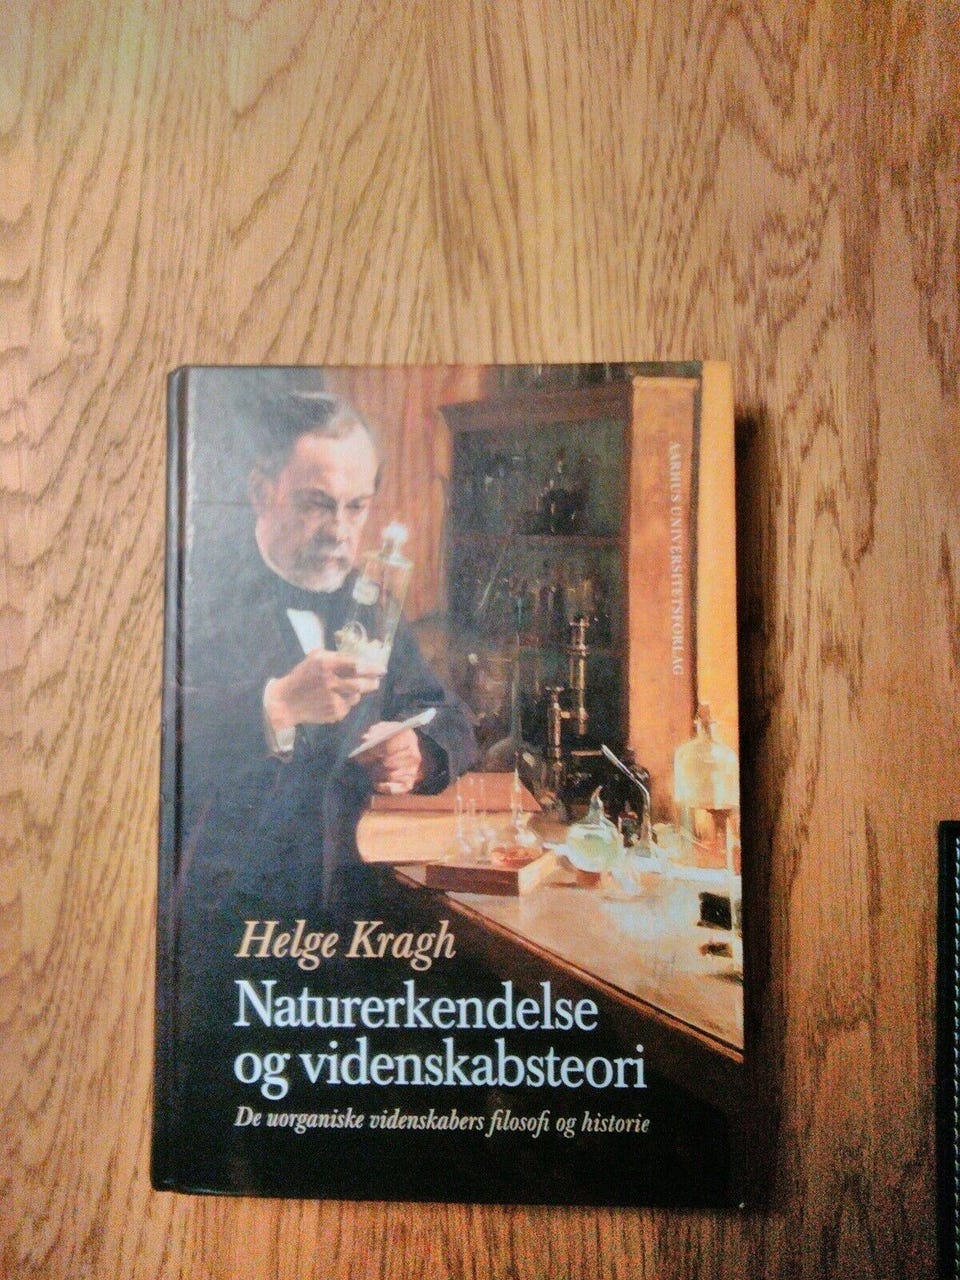 AARHUS UNIVERSITETSFORLAG
Helge Kragh
Naturerkendelse
og videnskabsteori
De uorganiske videnskabers filosofi og historie